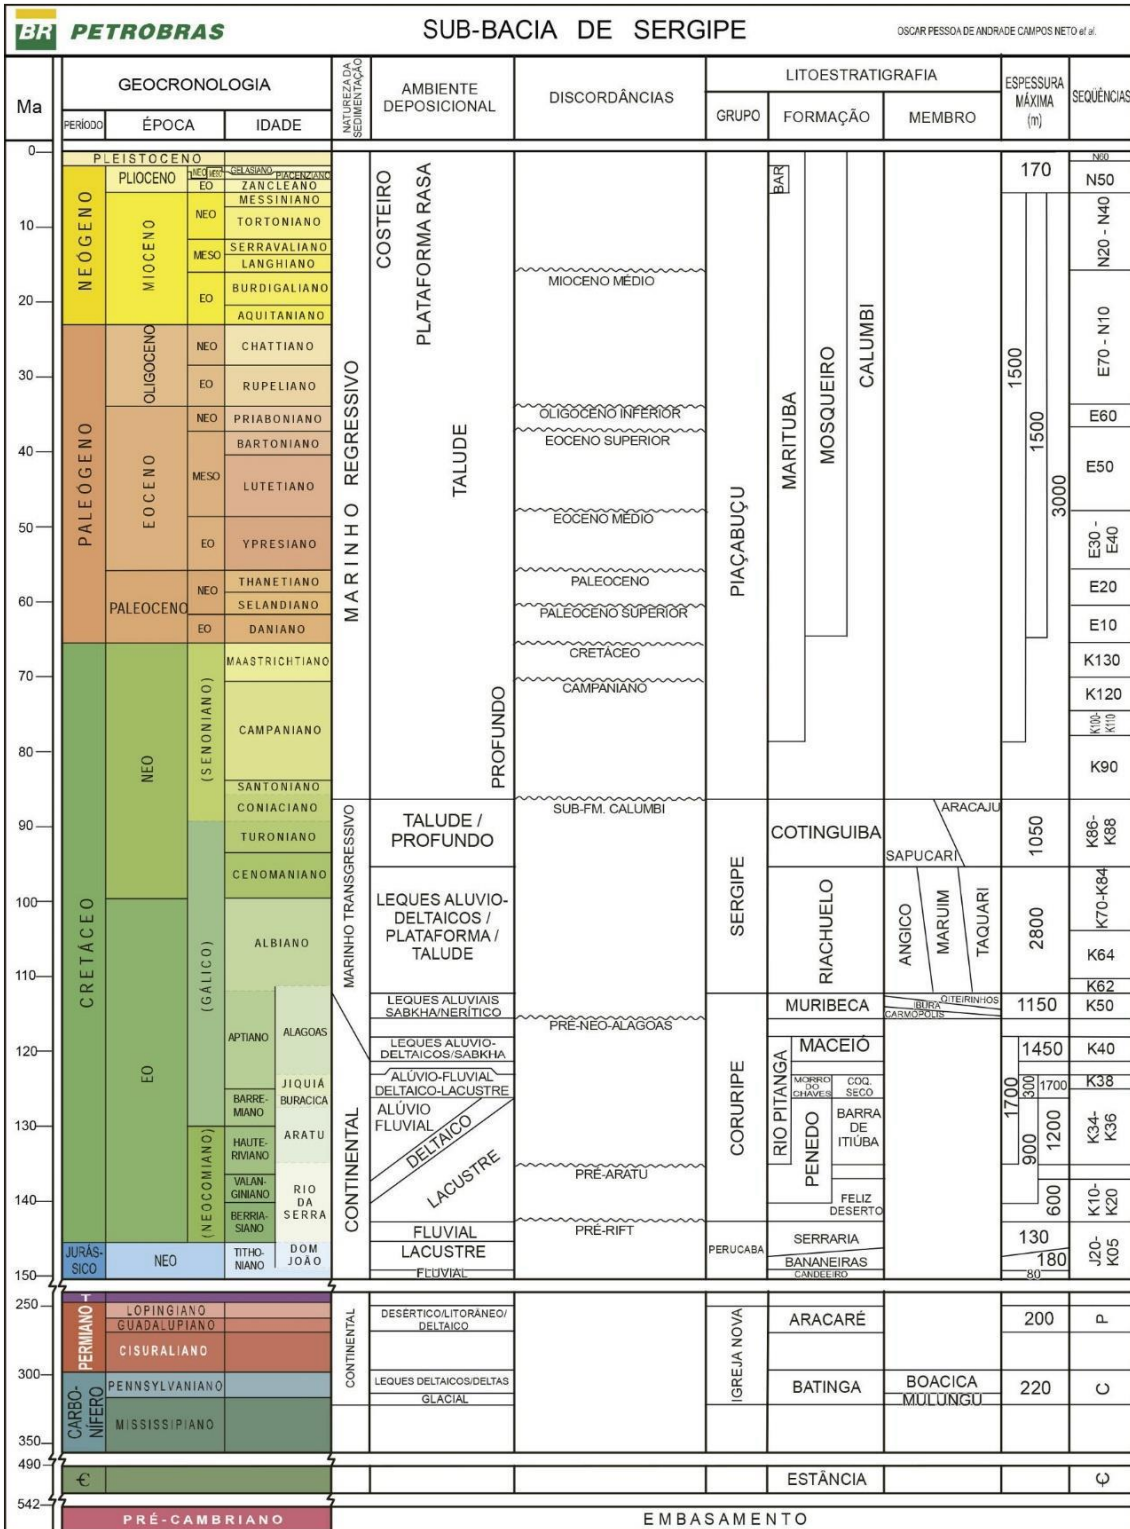 BR PETROBRAS
SUB-BACIA DE SERGIPE
OSCAR PESSOA DE ANDRADE CAMPOS NETO et al.
Ma
GEOCRONOLOGIA
PERÍODO
ÉPOCA
IDADE
NATUREZA DA SEDIMENTAÇÃO
AMBIENTE
DEPOSICIONAL
DISCORDÂNCIAS
LITOESTRATIGRAFIA
GRUPO
FORMAÇÃO
MEMBRO
ESPESSURA
MÁXIMA
(m)
SEQÜÊNCIAS
0
10
20
30
40
50
60
70
80
90
100
110
120
130
140
150
250
300
350
490
542
NEÓGENO
PALEÓGENO
CRETÁCEO
JURÁS-
SICO
T
PERMIANO
CARBO-
NÍFERO
Є
PRÉ-CAMBRIANO
PLEISTOCENO
PLIOCENO
MIOCENO
OLIGOCENO
EOCENO
PALEOCENO
NEO
EO
NEO
LOPINGIANO
GUADALUPIANO
CISURALIANO
PENNSYLVANIANO
MISSISSIPIANO
NEO
MESO
EO
NEO
MESO
EO
NEO
EO
NEO
MESO
EO
NEO
EO
(SENONIANO)
(GÁLICO)
(NEOCOMIANO)
GELASIANO
PIACENZIANO
ZANCLEANO
MESSINIANO
TORTONIANO
SERRAVALIANO
LANGHIANO
BURDIGALIANO
AQUITANIANO
CHATTIANO
RUPELIANO
PRIABONIANO
BARTONIANO
LUTETIANO
YPRESIANO
THANETIANO
SELANDIANO
DANIANO
MAASTRICHTIANO
CAMPANIANO
SANTONIANO
CONIACIANO
TURONIANO
CENOMANIANO
ALBIANO
APTIANO
BARRE-
MIANO
HAUTE-
RIVIANO
VALAN-
GINIANO
BERRIA-
SIANO
TITHO-
NIANO
ALAGOAS
JIQUIÁ
BURACICA
ARATU
RIO
DA
SERRA
DOM
JOÃO
MARINHO REGRESSIVO
MARINHO TRANSGRESSIVO
CONTINENTAL
CONTINENTAL
COSTEIRO
PLATAFORMA RASA
TALUDE
PROFUNDO
TALUDE /
PROFUNDO
LEQUES ALUVIO-
DELTAICOS /
PLATAFORMA /
TALUDE
LEQUES ALUVIAIS
SABKHA/NERÍTICO
LEQUES ALUVIO-
DELTAICOS/SABKHA
ALÚVIO-FLUVIAL
DELTAICO-LACUSTRE
ALÚVIO
FLUVIAL
DELTAICO
LACUSTRE
FLUVIAL
LACUSTRE
FLUVIAL
DESÉRTICO/LITORÂNEO/
DELTAICO
LEQUES DELTAICOS/DELTAS
GLACIAL
MIOCENO MÉDIO
OLIGOCENO INFERIOR
EOCENO SUPERIOR
EOCENO MÉDIO
PALEOCENO
PALEOCENO SUPERIOR
CRETÁCEO
CAMPANIANO
SUB-FM. CALUMBI
PRÉ-NEO-ALAGOAS
PRÉ-ARATU
PRÉ-RIFT
PIAÇABUÇU
SERGIPE
CORURIPE
PERUCABA
IGREJA NOVA
BAR
MARITUBA
MOSQUEIRO
CALUMBI
COTINGUIBA
RIACHUELO
MURIBECA
RIO PITANGA
MACEIÓ
MORRO
DO
CHAVES
COQ.
SECO
PENEDO
BARRA
DE
ITIÚBA
FELIZ
DESERTO
SERRARIA
BANANEIRAS
CANDEEIRO
ARACARÉ
BATINGA
ESTÂNCIA
ARACAJU
SAPUCARI
ANGICO
MARUIM
TAQUARI
OITEIRINHOS
IBURA
CARMÓPOLIS
BOACICA
MULUNGU
170
1500
1500
3000
1050
2800
1150
1450
1700
300
1700
900
1200
600
130
180
80
200
220
N60
N50
N20 - N40
E70 - N10
E60
E50
E30 -
E40
E20
E10
K130
K120
K100-
K110
K90
K86-
K88
K70-K84
K64
K62
K50
K40
K38
K34-
K36
K10-
K20
J20-
K05
P
C
Є
EMBASAMENTO